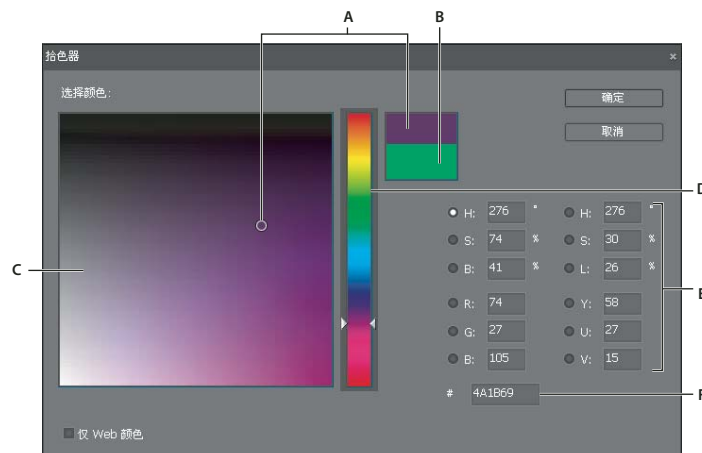 A
B
拾色器
×
选择颜色:
确定
取消
D
H: 276 ° H: 276 °
S: 74 % S: 30 %
C
B: 41 % L: 26 %
E
R: 74 Y: 58
G: 27 U: 27
B: 105 V: 15
# 4A1B69
F
仅 Web 颜色